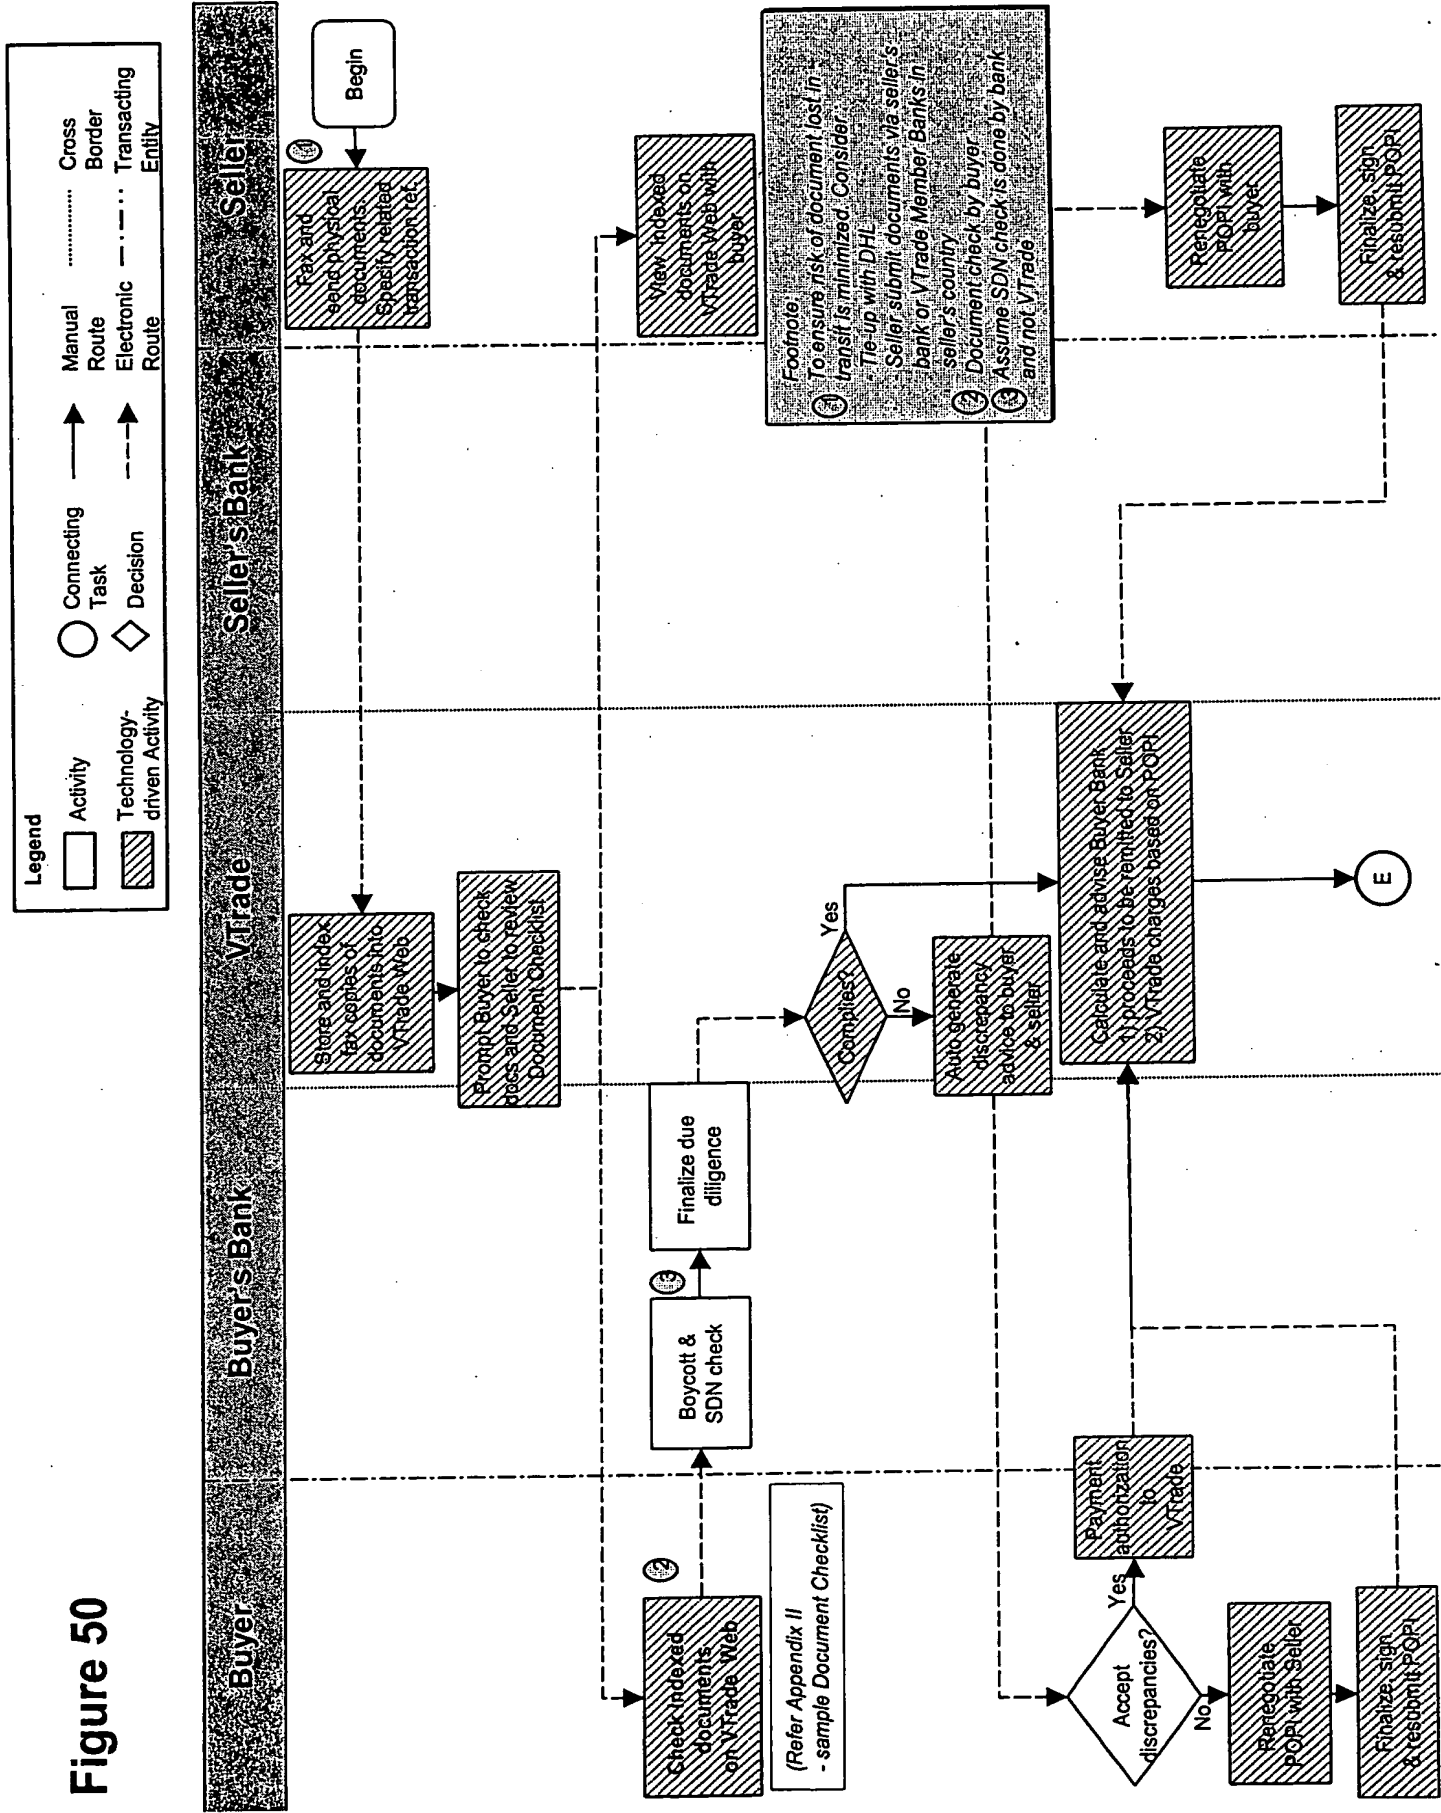 Figure 50
Legend
Activity
Technology-
driven Activity
Connecting
Task
Decision
Manual
Route
Electronic
Route
Cross
Border
Transacting
Entity
Buyer
Buyer's Bank
VTrade
Seller's Bank
Seller
Begin
1
Fax and
send physical
documents.
Specify related
transaction ref.
Store and index
fax copies of
documents into
VTrade Web
Prompt Buyer to check
docs and Seller to review
Document Checklist
View indexed
documents on
VTrade Web with
buyer
2
Check indexed
documents
on VTrade Web
(Refer Appendix II
- sample Document Checklist)
Boycott &
SDN check
3
Finalize due
diligence
Complies?
Yes
No
Auto generate
discrepancy
advice to buyer
& seller
Footnote
1 To ensure risk of document lost in
transit is minimized. Consider:
- Tie-up with DHL
- Seller submit documents via seller's
bank or VTrade Member Banks in
seller's country
2 Document check by buyer
3 Assume SDN check is done by bank
and not VTrade
Accept
discrepancies?
Yes
No
Payment
authorization
to
VTrade
Renegotiate
POPI with Seller
Finalize, sign
& resubmit POPI
Calculate and advise Buyer Bank
1) proceeds to be remitted to Seller
2) VTrade charges based on POPI
E
Renegotiate
POPI with
buyer
Finalize, sign
& resubmit POPI